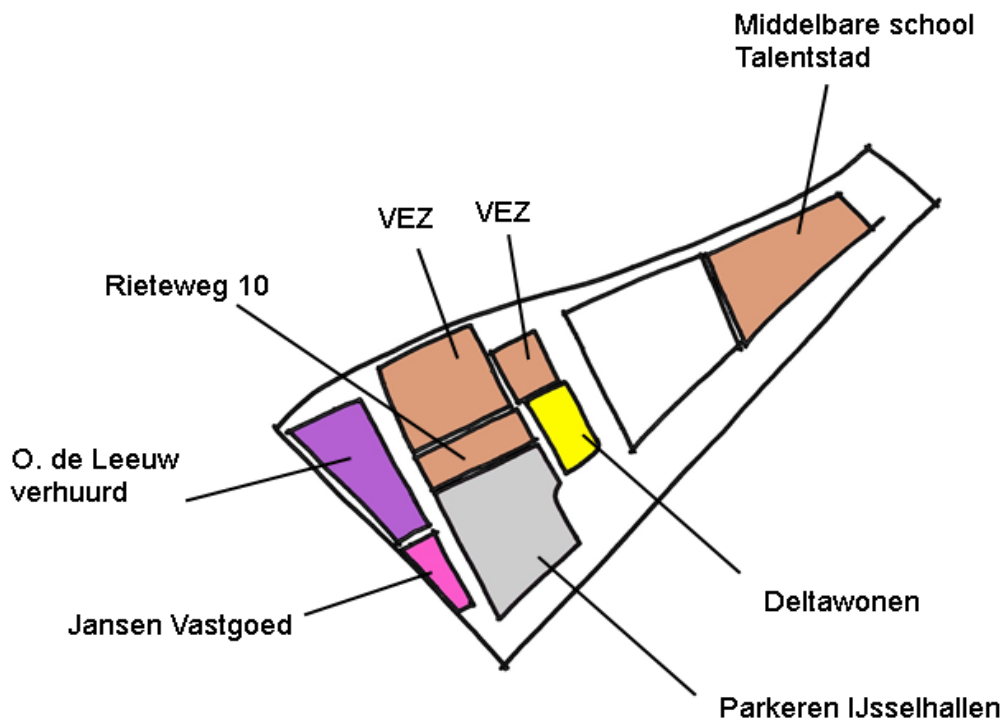 Middelbare school
Talentstad
VEZ
VEZ
Rieteweg 10
O. de Leeuw
verhuurd
Jansen Vastgoed
Deltawonen
Parkeren IJsselhallen